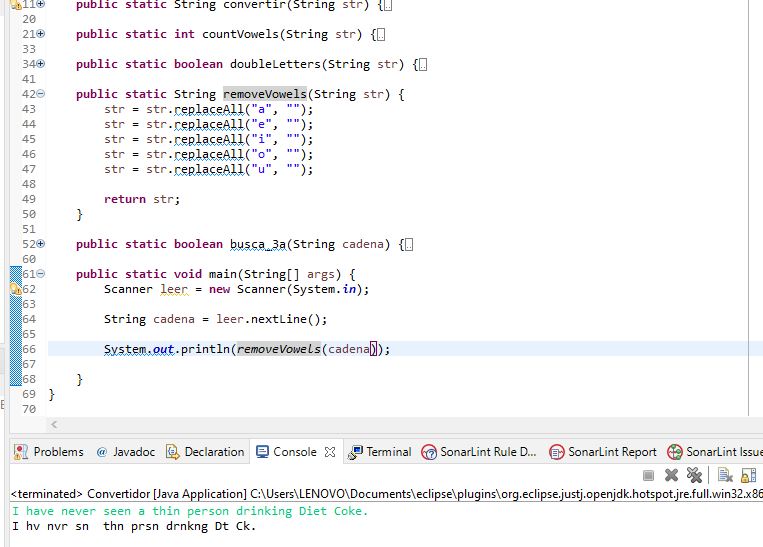 11 public static String convertir(String str) {
20
21 public static int countVowels(String str) {
33
34 public static boolean doubleLetters(String str) {
41
42 public static String removeVowels(String str) {
43 str = str.replaceAll("a", "");
44 str = str.replaceAll("e", "");
45 str = str.replaceAll("i", "");
46 str = str.replaceAll("o", "");
47 str = str.replaceAll("u", "");
48
49 return str;
50 }
51
52 public static boolean busca_3a(String cadena) {
60
61 public static void main(String[] args) {
62 Scanner leer = new Scanner(System.in);
63
64 String cadena = leer.nextLine();
65
66 System.out.println(removeVowels(cadena));
67
68 }
69 }
70
Problems @ Javadoc Declaration Console Terminal SonarLint Rule D... SonarLint Report SonarLint Issue
<terminated> Convertidor [Java Application] C:\Users\LENOVO\Documents\eclipse\plugins\org.eclipse.justj.openjdk.hotspot.jre.full.win32.x86
I have never seen a thin person drinking Diet Coke.
I hv nvr sn  thn prsn drnkng Dt Ck.